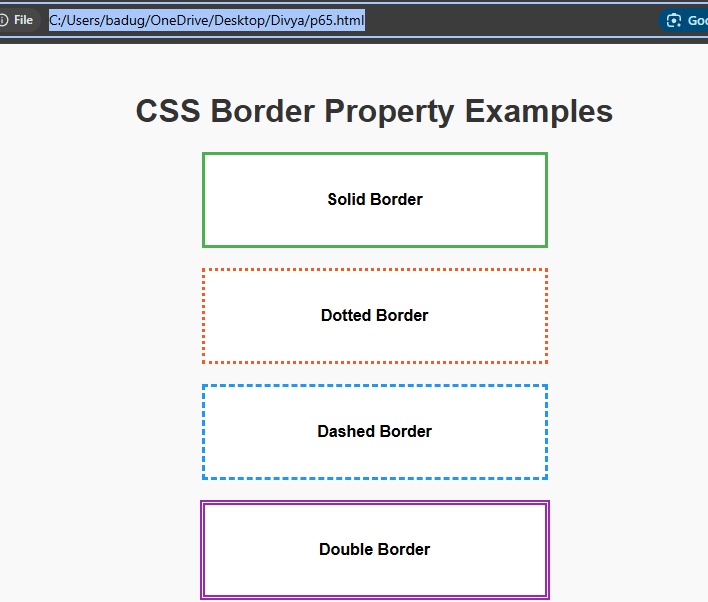 File C:/Users/badug/OneDrive/Desktop/Divya/p65.html
CSS Border Property Examples
Solid Border
Dotted Border
Dashed Border
Double Border